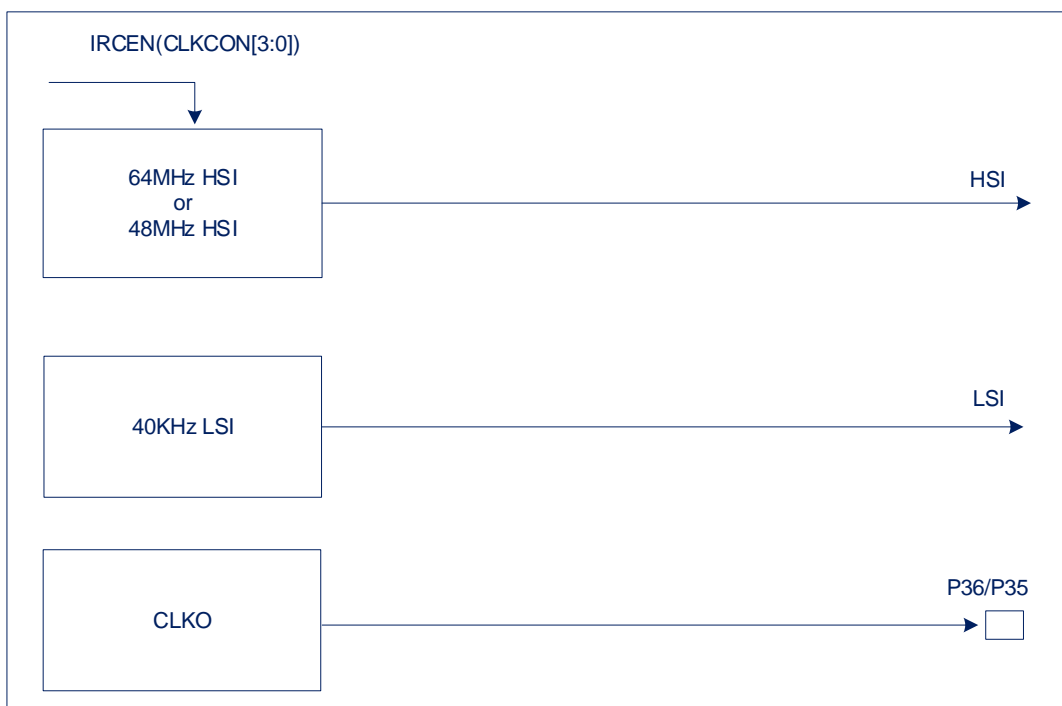 IRCEN(CLKCON[3:0])
64MHz HSI
or
48MHz HSI
HSI
40KHz LSI
LSI
CLKO
P36/P35